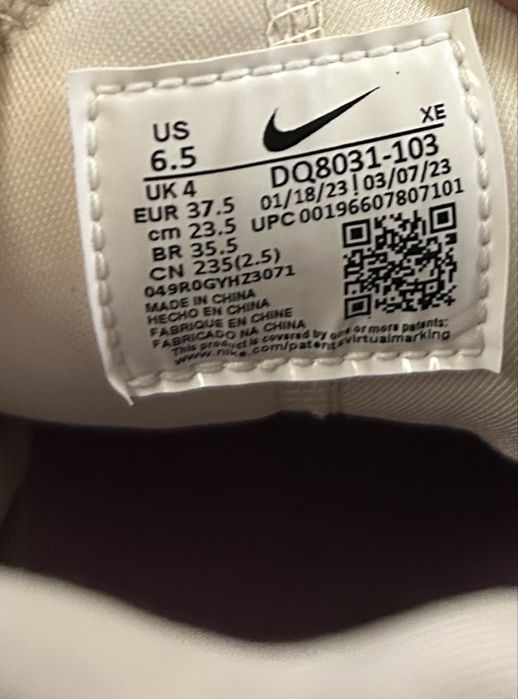 US
6.5
XE
DQ8031-103
UK 4
01/18/23 | 03/07/23
EUR 37.5
UPC 00196607807101
cm 23.5
BR 35.5
CN 235(2.5)
049R0GYHZ3071
MADE IN CHINA
HECHO EN CHINA
FABRIQUE EN CHINE
FABRICADO NA CHINA
This product is covered by one or more patents:
www.nike.com/patentsvirtualmarking